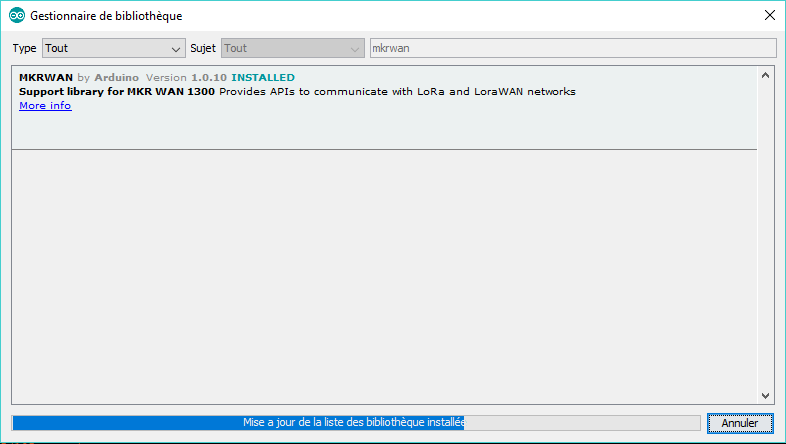 Gestionnaire de bibliothèque
Type Tout Sujet Tout mkrwan
MKRWAN by Arduino Version 1.0.10 INSTALLED
Support library for MKR WAN 1300 Provides APIs to communicate with LoRa and LoraWAN networks
More info
Mise a jour de la liste des bibliothèque installée
Annuler